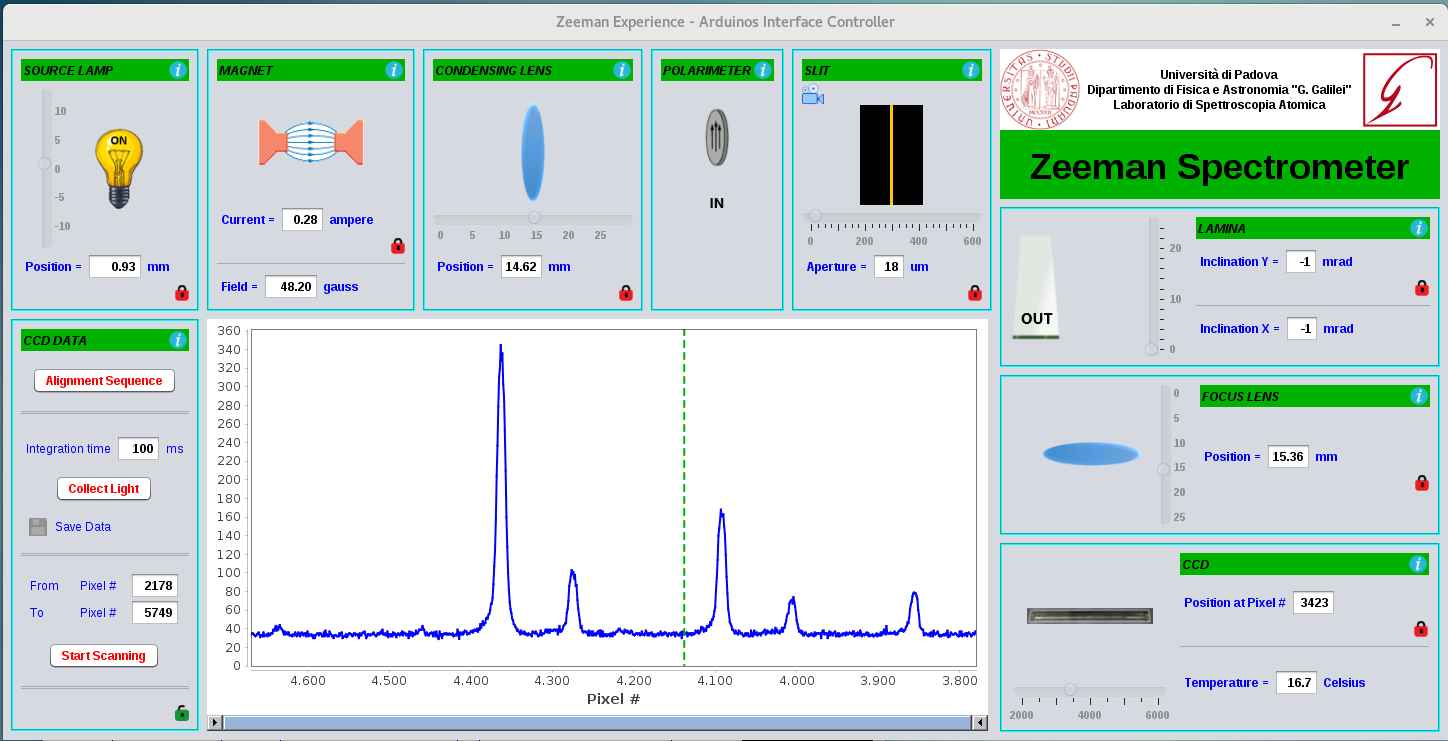 Zeeman Experience - Arduinos Interface Controller
SOURCE LAMP
10
5
0
-5
-10
ON
Position = 0.93 mm
MAGNET
Current = 0.28 ampere
Field = 48.20 gauss
CONDENSING LENS
0 5 10 15 20 25
Position = 14.62 mm
POLARIMETER
IN
SLIT
0 200 400 600
Aperture = 18 um
Università di Padova
Dipartimento di Fisica e Astronomia "G. Galilei"
Laboratorio di Spettroscopia Atomica
Zeeman Spectrometer
LAMINA
OUT
20
10
0
Inclination Y = -1 mrad
Inclination X = -1 mrad
CCD DATA
Alignment Sequence
Integration time 100 ms
Collect Light
Save Data
From Pixel # 2178
To Pixel # 5749
Start Scanning
360
340
320
300
280
260
240
220
200
180
160
140
120
100
80
60
40
20
0
4.600 4.500 4.400 4.300 4.200 4.100 4.000 3.900 3.800
Pixel #
FOCUS LENS
0
5
10
15
20
25
Position = 15.36 mm
CCD
Position at Pixel # 3423
2000 4000 6000
Temperature = 16.7 Celsius